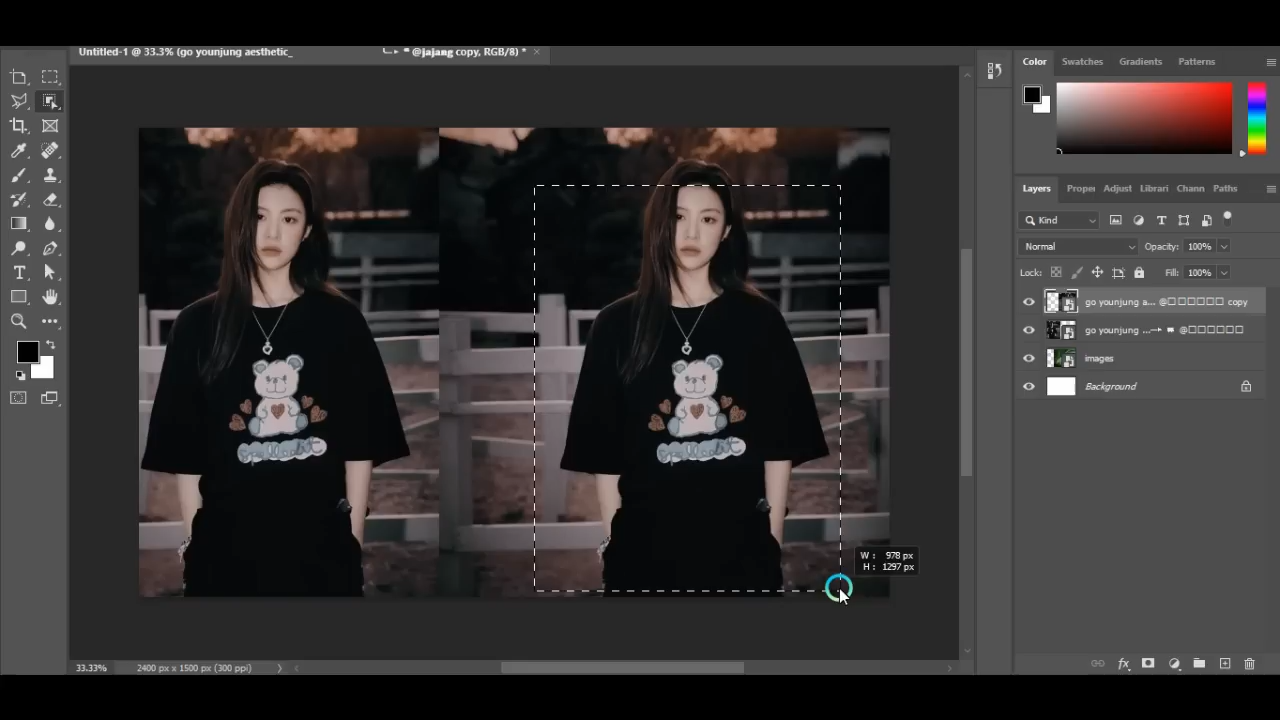 Untitled-1 @ 33.3% (go younjung aesthetic_ @jajang copy, RGB/8) *
Color Swatches Gradients Patterns
Layers Proper Adjust Librari Chann Paths
Kind
Normal Opacity: 100%
Lock: Fill: 100%
go younjung a... @□□□□□□ copy
go younjung ... @□□□□□□
images
Background
W : 978 px
H : 1297 px
33.33% 2400 px x 1500 px (300 ppi)